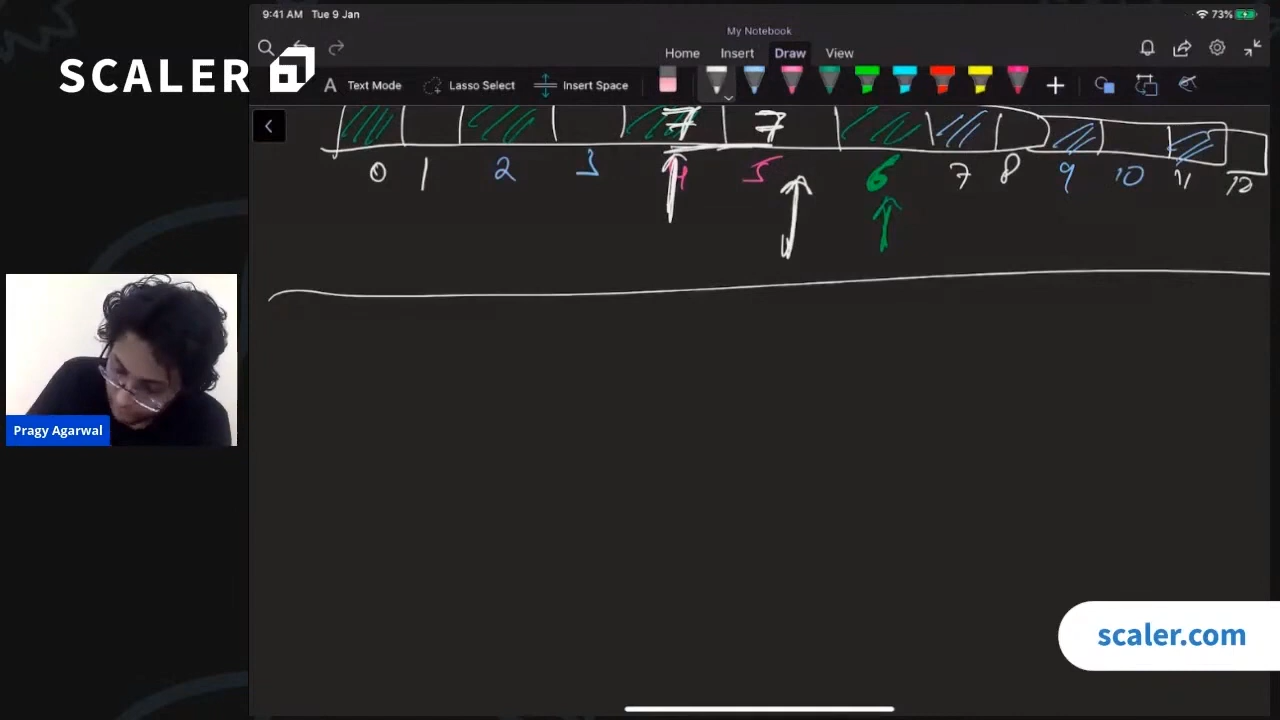 9:41 AM Tue 9 Jan
73%
My Notebook
SCALER
Home Insert Draw View
A Text Mode Lasso Select Insert Space
7 7
0 1 2 3 4 5 6 7 8 9 10 11 12
Pragy Agarwal
scaler.com